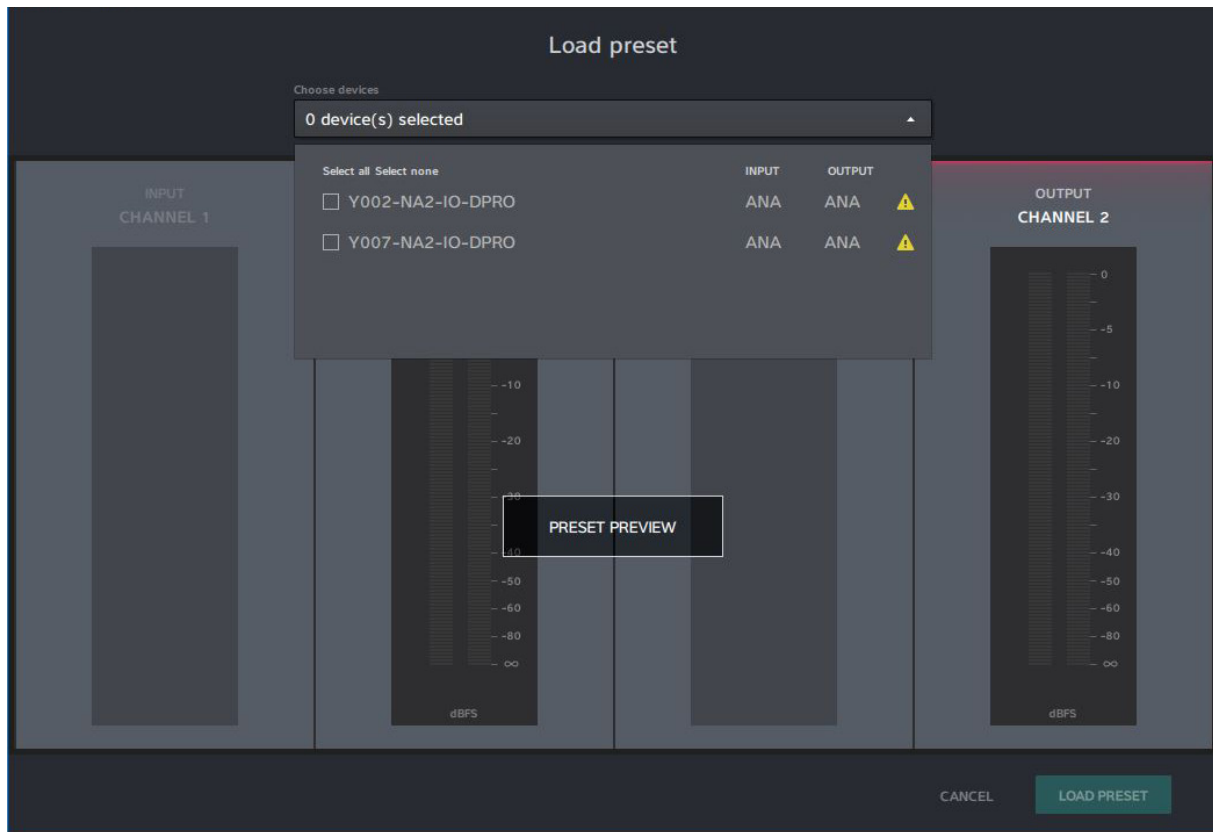 Load preset
Choose devices
0 device(s) selected
Select all Select none INPUT OUTPUT
Y002-NA2-IO-DPRO ANA ANA
Y007-NA2-IO-DPRO ANA ANA
INPUT
CHANNEL 1
-10
-20
-30
-40
-50
-60
-80
∞
dBFS
PRESET PREVIEW
OUTPUT
CHANNEL 2
0
-5
-10
-20
-30
-40
-50
-60
-80
∞
dBFS
CANCEL LOAD PRESET